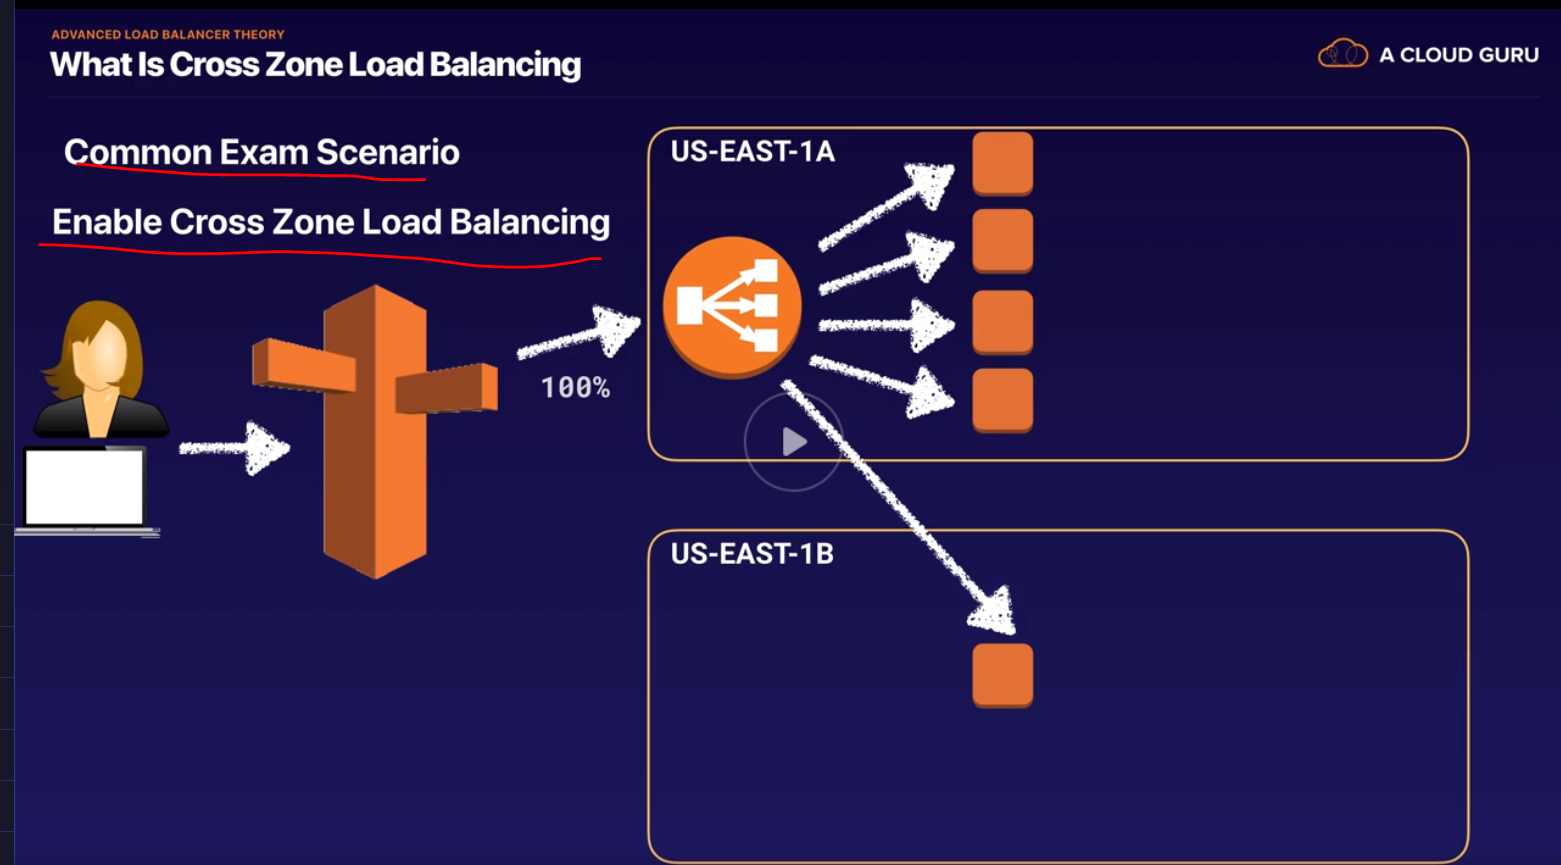 ADVANCED LOAD BALANCER THEORY
What Is Cross Zone Load Balancing
A CLOUD GURU
Common Exam Scenario
Enable Cross Zone Load Balancing
100%
US-EAST-1A
US-EAST-1B